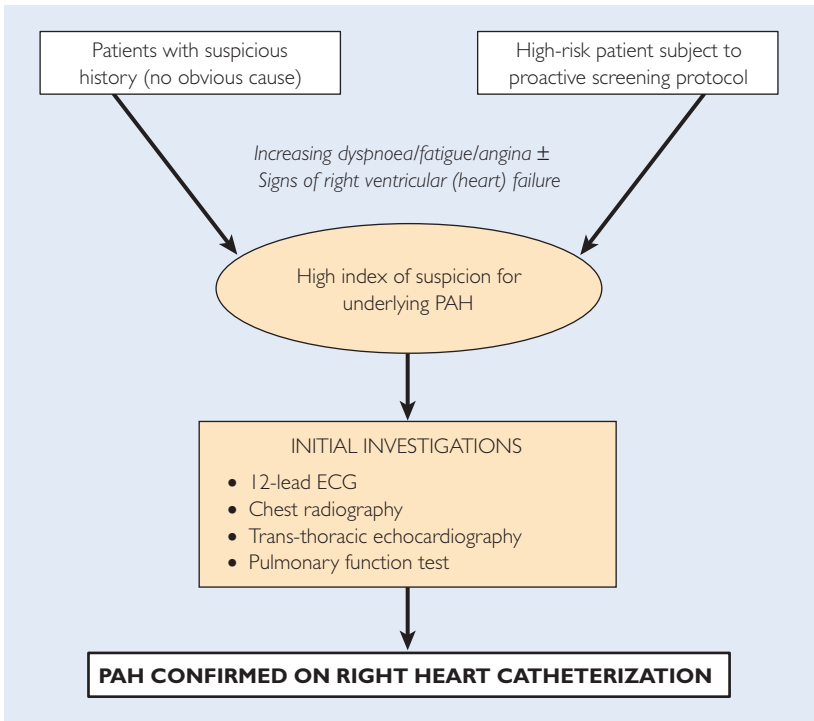 Patients with suspicious
history (no obvious cause)
High-risk patient subject to
proactive screening protocol
Increasing dyspnoea/fatigue/angina ±
Signs of right ventricular (heart) failure
High index of suspicion for
underlying PAH
INITIAL INVESTIGATIONS
• 12-lead ECG
• Chest radiography
• Trans-thoracic echocardiography
• Pulmonary function test
PAH CONFIRMED ON RIGHT HEART CATHETERIZATION